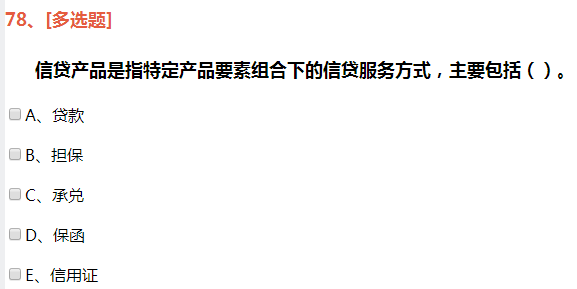 78、[多选题]
信贷产品是指特定产品要素组合下的信贷服务方式，主要包括（ ）。
A、贷款
B、担保
C、承兑
D、保函
E、信用证